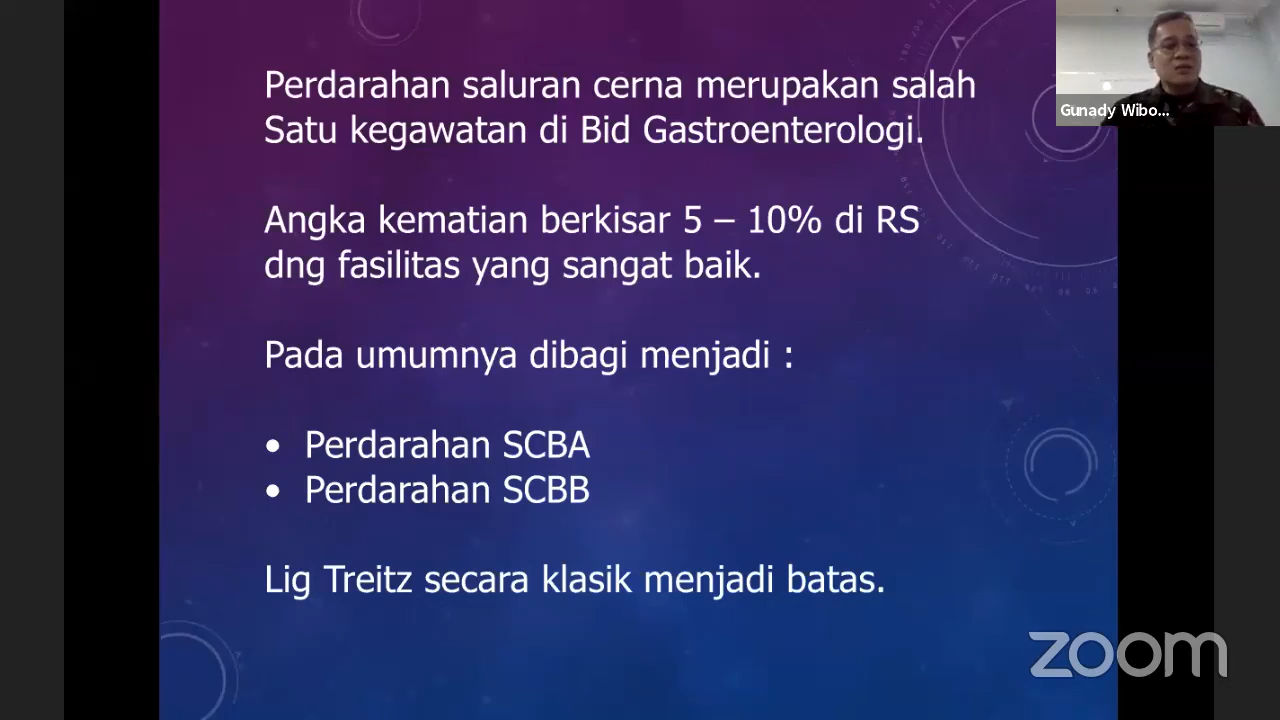 Perdarahan saluran cerna merupakan salah
Satu kegawatan di Bid Gastroenterologi.
Angka kematian berkisar 5 – 10% di RS
dng fasilitas yang sangat baik.
Pada umumnya dibagi menjadi :
• Perdarahan SCBA
• Perdarahan SCBB
Lig Treitz secara klasik menjadi batas.
Gunady Wibo...
zoom